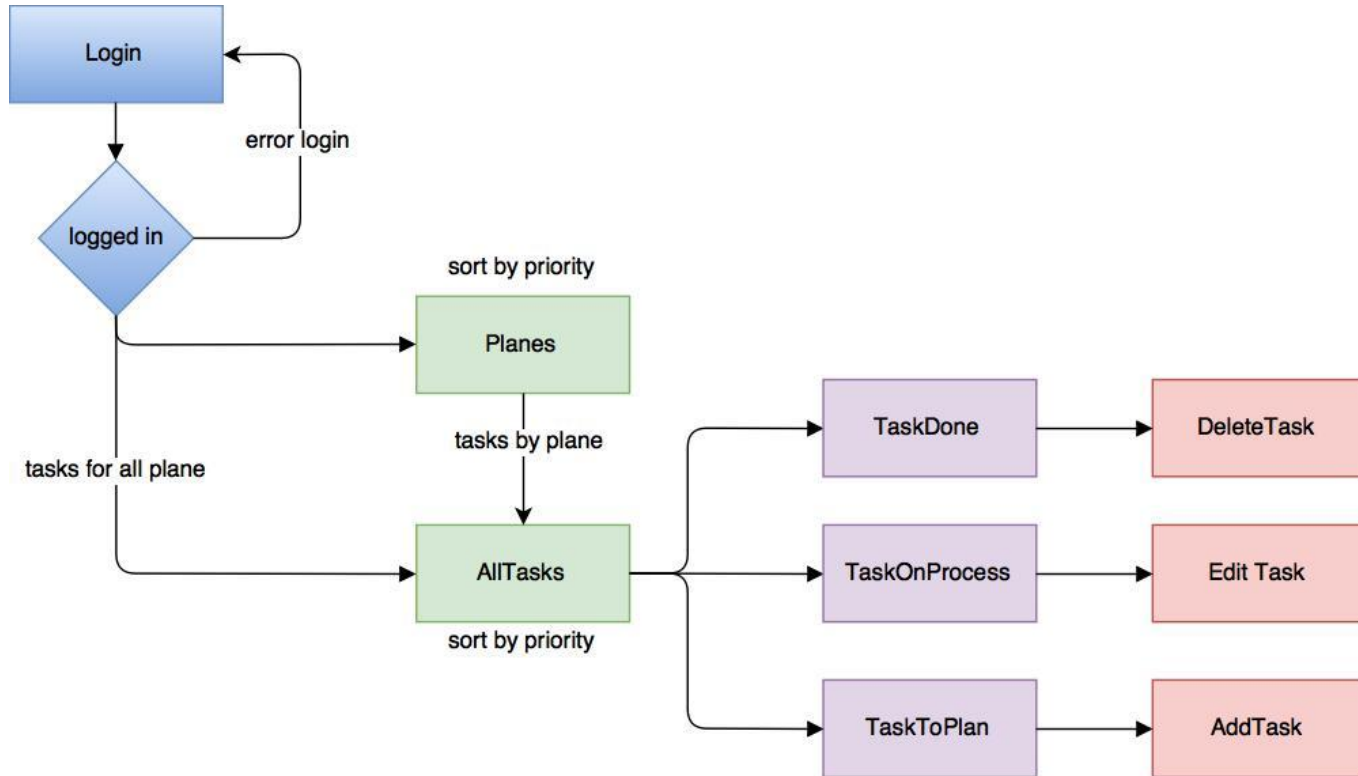 Login
error login
logged in
sort by priority
Planes
tasks by plane
tasks for all plane
AllTasks
sort by priority
TaskDone
DeleteTask
TaskOnProcess
Edit Task
TaskToPlan
AddTask